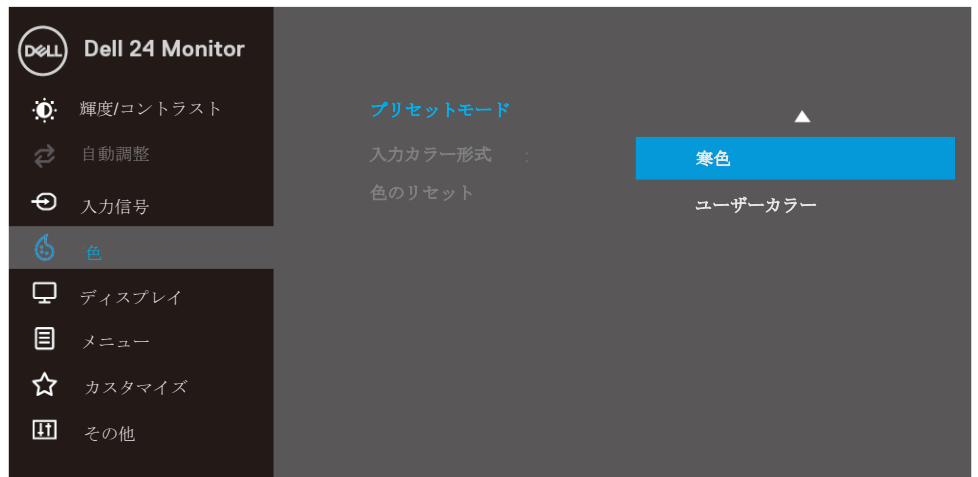 DELL Dell 24 Monitor
輝度/コントラスト
自動調整
入力信号
色
ディスプレイ
メニュー
カスタマイズ
その他
プリセットモード
入力カラー形式 :
色のリセット
寒色
ユーザーカラー